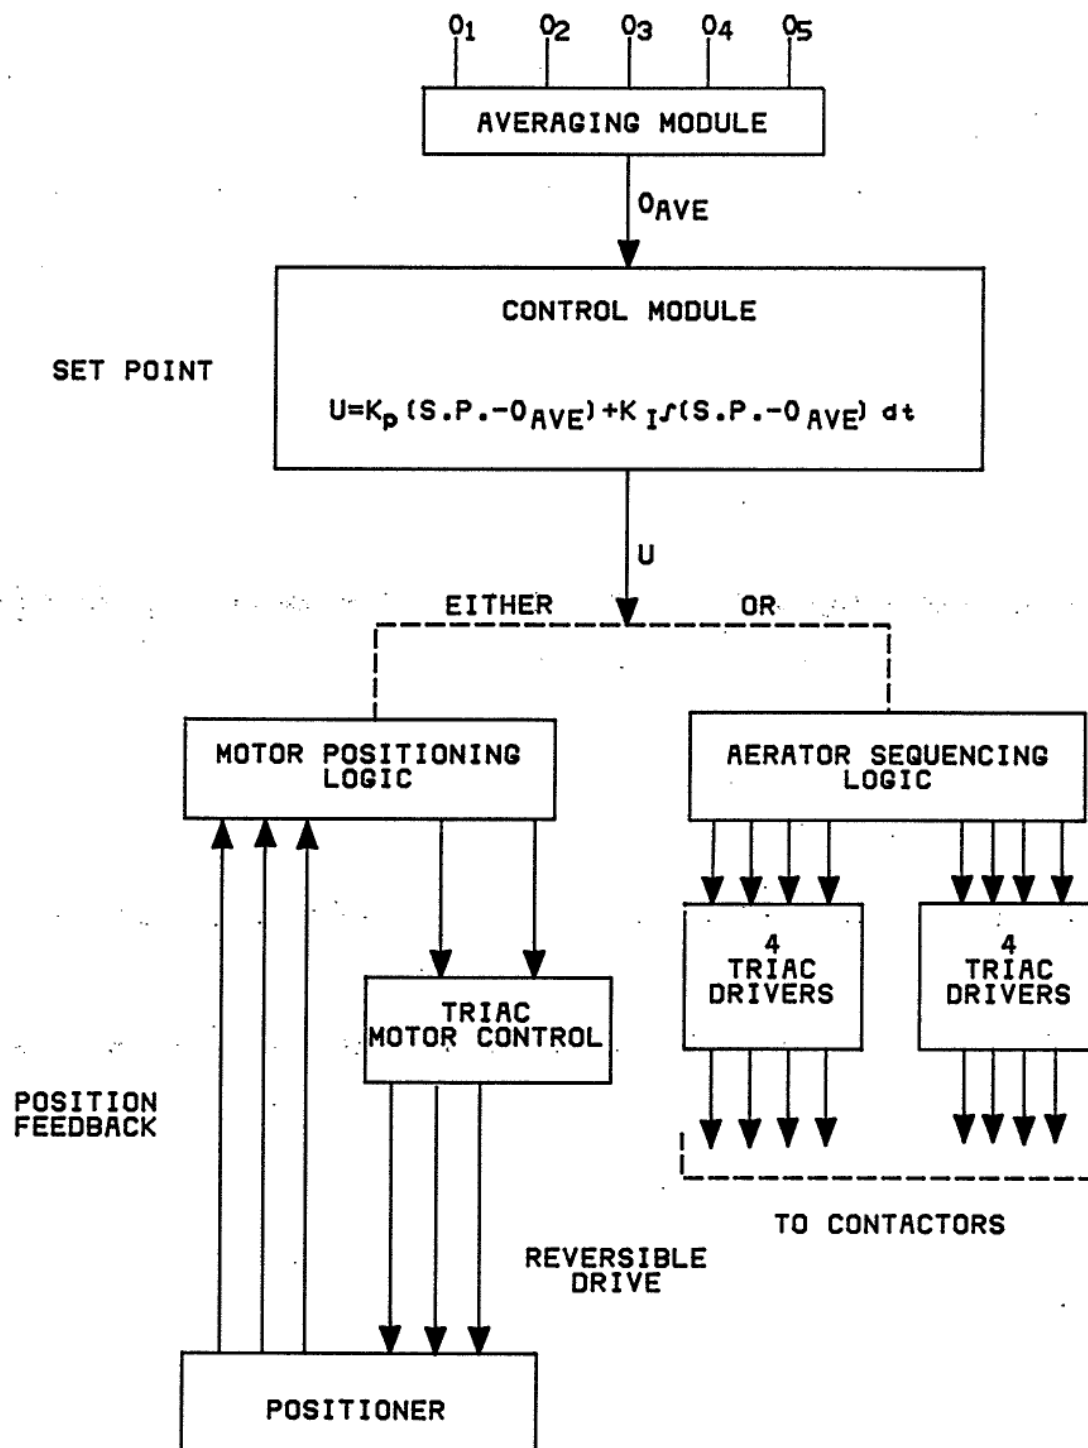 O1 O2 O3 O4 O5
AVERAGING MODULE
OAVE
CONTROL MODULE
SET POINT
U=Kp(S.P.-OAVE)+KI∫(S.P.-OAVE) dt
U
EITHER OR
MOTOR POSITIONING
LOGIC
AERATOR SEQUENCING
LOGIC
4
TRIAC
DRIVERS
4
TRIAC
DRIVERS
TRIAC
MOTOR CONTROL
POSITION
FEEDBACK
TO CONTACTORS
REVERSIBLE
DRIVE
POSITIONER